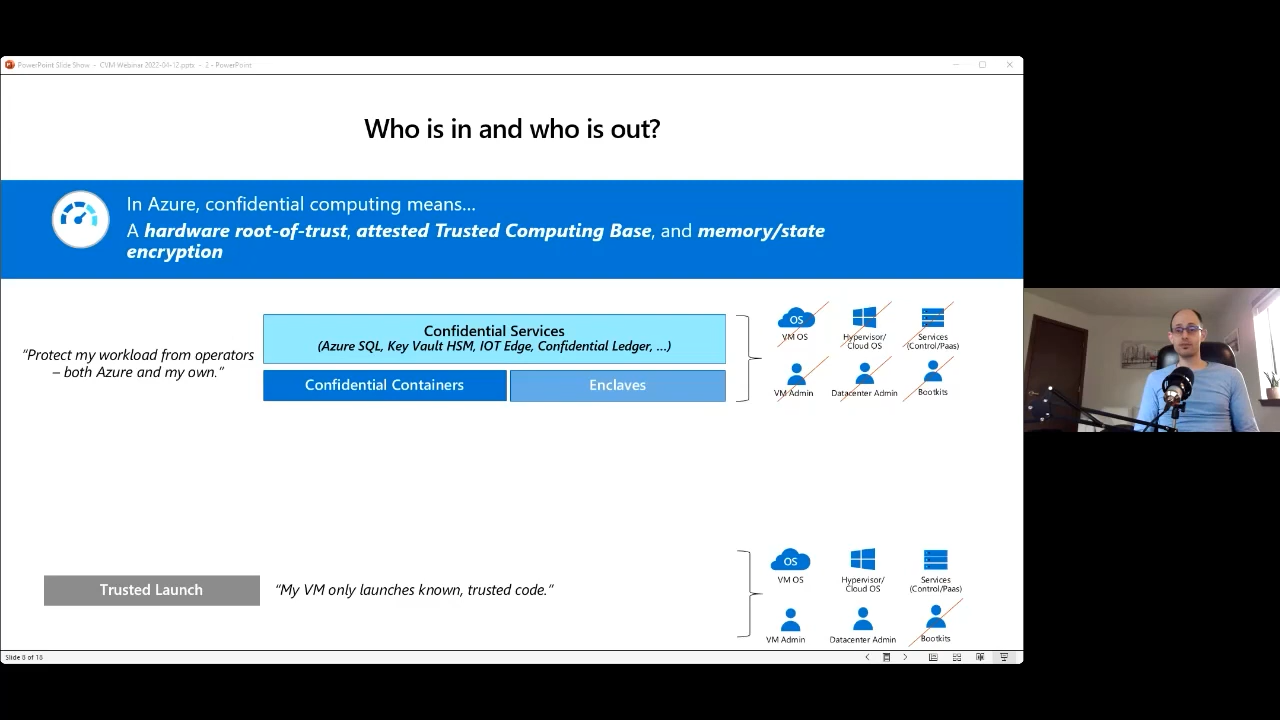 PowerPoint Slide Show - CVM Webinar 2022-04-12.pptx - 2 - PowerPoint
Who is in and who is out?
In Azure, confidential computing means...
A hardware root-of-trust, attested Trusted Computing Base, and memory/state
encryption
"Protect my workload from operators
– both Azure and my own."
Confidential Services
(Azure SQL, Key Vault HSM, IOT Edge, Confidential Ledger, ...)
Confidential Containers
Enclaves
OS
VM OS
Hypervisor/
Cloud OS
Services
(Control/Paas)
VM Admin
Datacenter Admin
Bootkits
Trusted Launch
"My VM only launches known, trusted code."
OS
VM OS
Hypervisor/
Cloud OS
Services
(Control/Paas)
VM Admin
Datacenter Admin
Bootkits
Slide 8 of 18